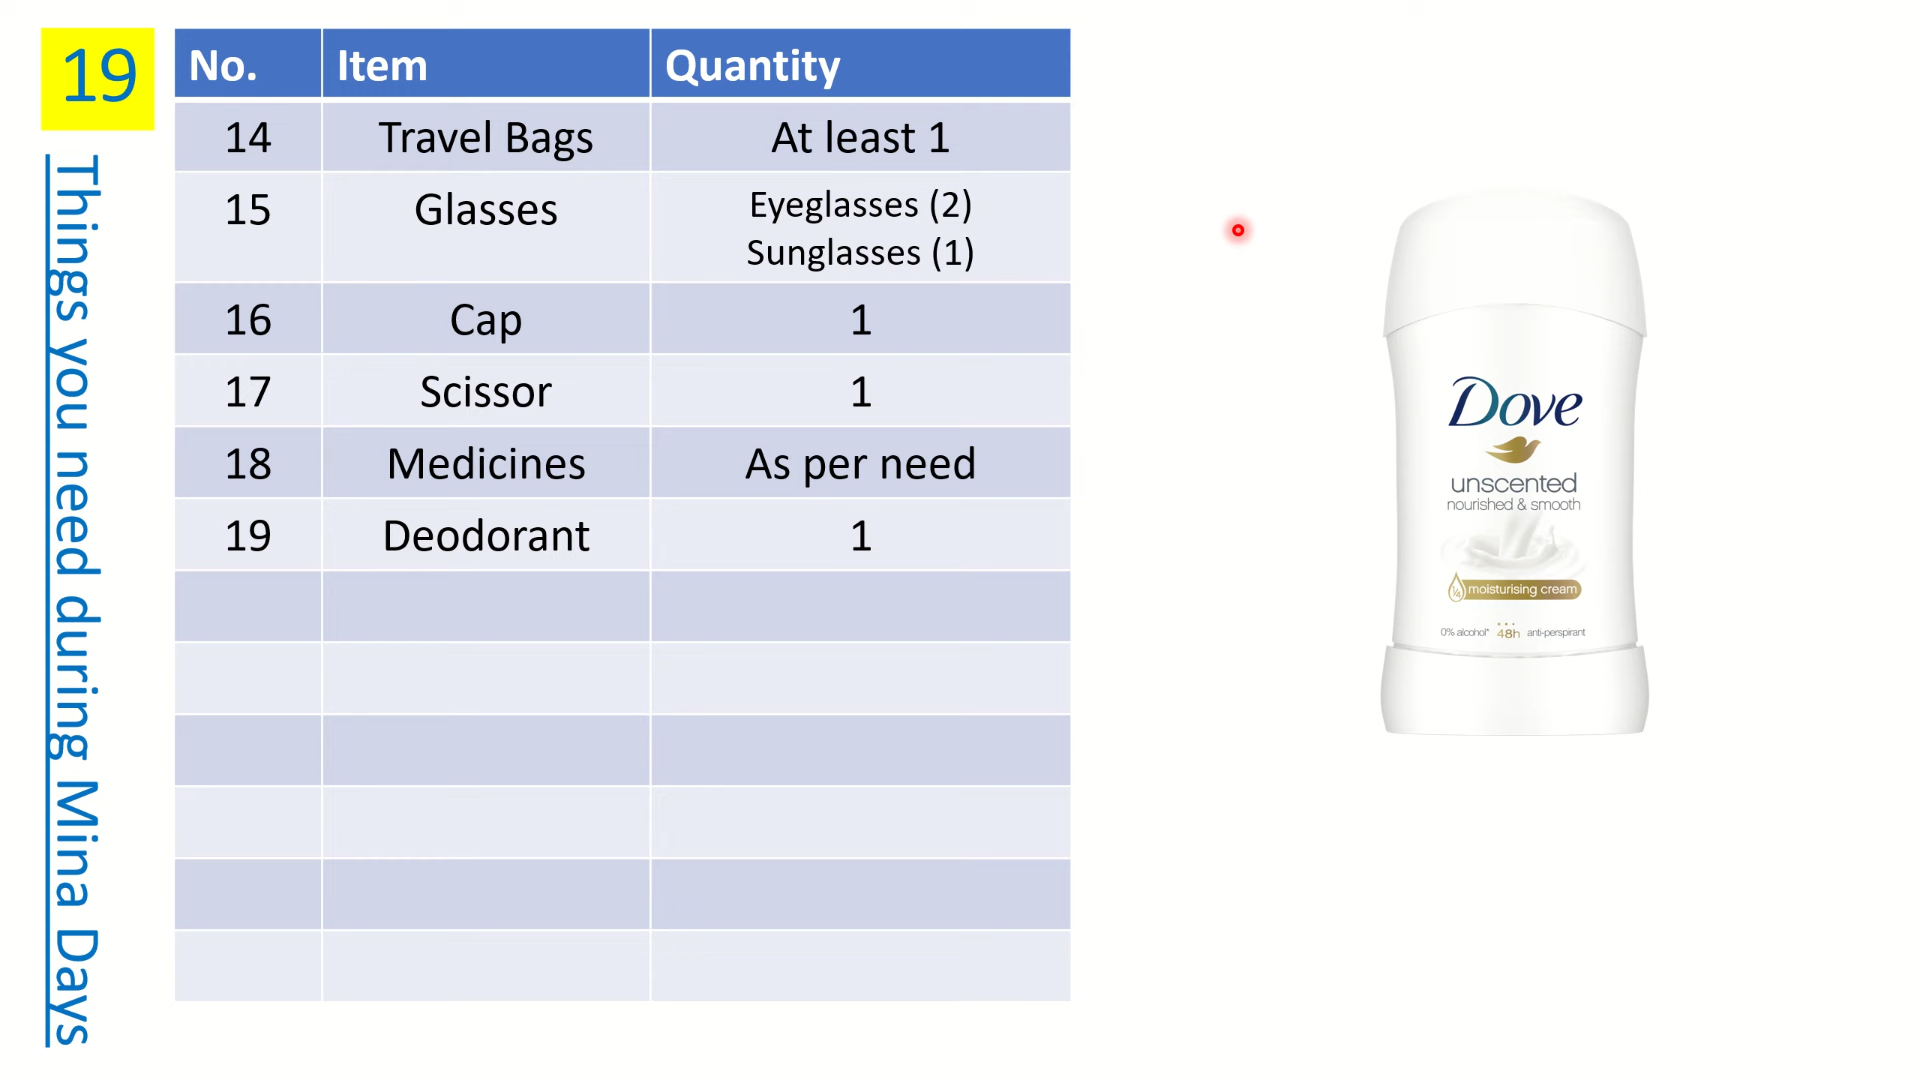 19
Things you need during Mina Days
No. Item Quantity
14 Travel Bags At least 1
15 Glasses Eyeglasses (2)
Sunglasses (1)
16 Cap 1
17 Scissor 1
18 Medicines As per need
19 Deodorant 1
Dove
unscented
nourished & smooth
¼ moisturising cream
0% alcohol* 48h anti-perspirant